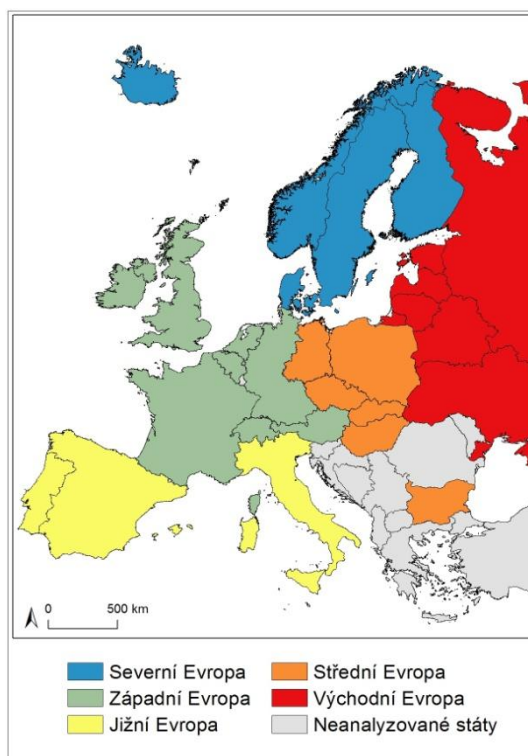 0 500 km
Severní Evropa
Západní Evropa
Jižní Evropa
Střední Evropa
Východní Evropa
Neanalyzované státy